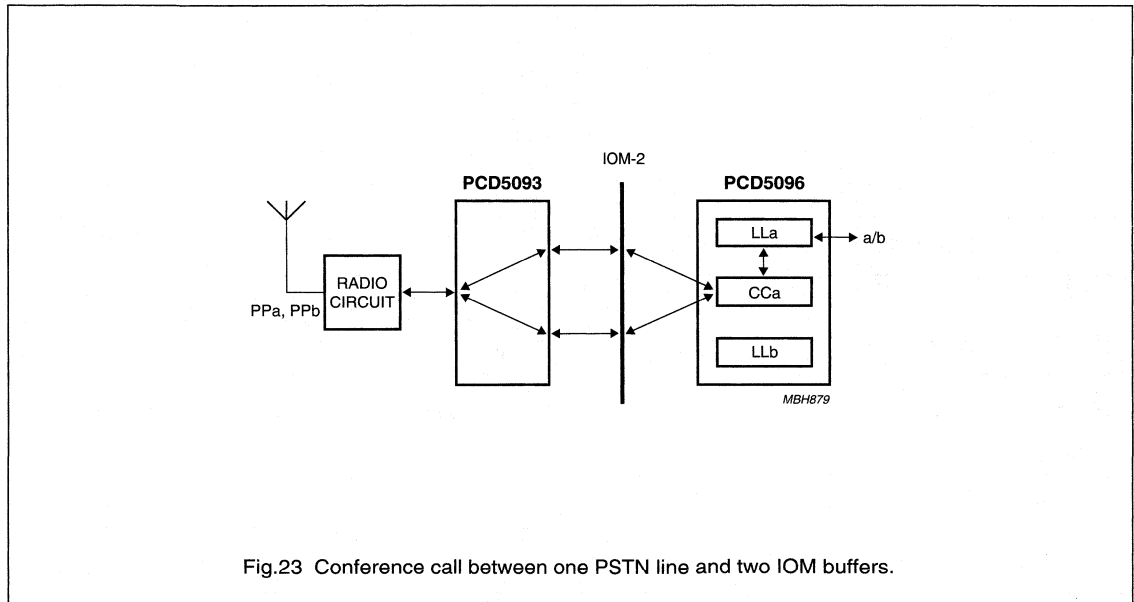 IOM-2
PCD5093
PCD5096
LLa
a/b
RADIO
CIRCUIT
CCa
PPa, PPb
LLb
MBH879
Fig.23 Conference call between one PSTN line and two IOM buffers.